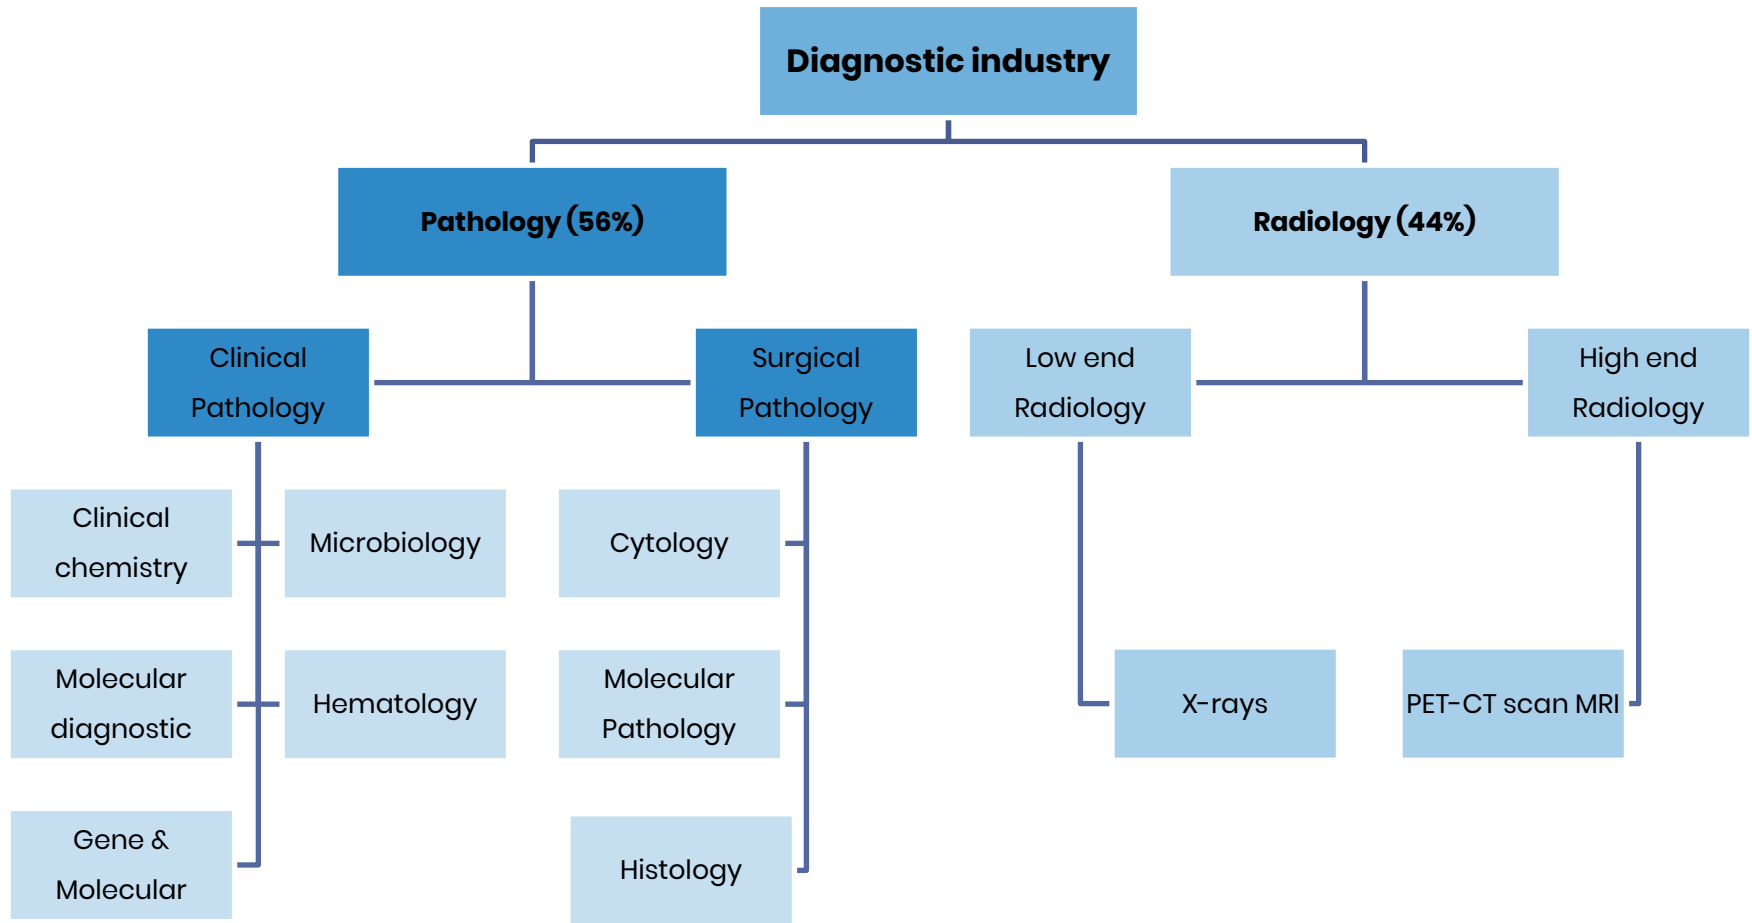 Diagnostic industry
Pathology (56%)
Radiology (44%)
Clinical
Pathology
Surgical
Pathology
Low end
Radiology
High end
Radiology
Clinical
chemistry
Microbiology
Cytology
Molecular
diagnostic
Hematology
Molecular
Pathology
X-rays
PET-CT scan MRI
Gene &
Molecular
Histology